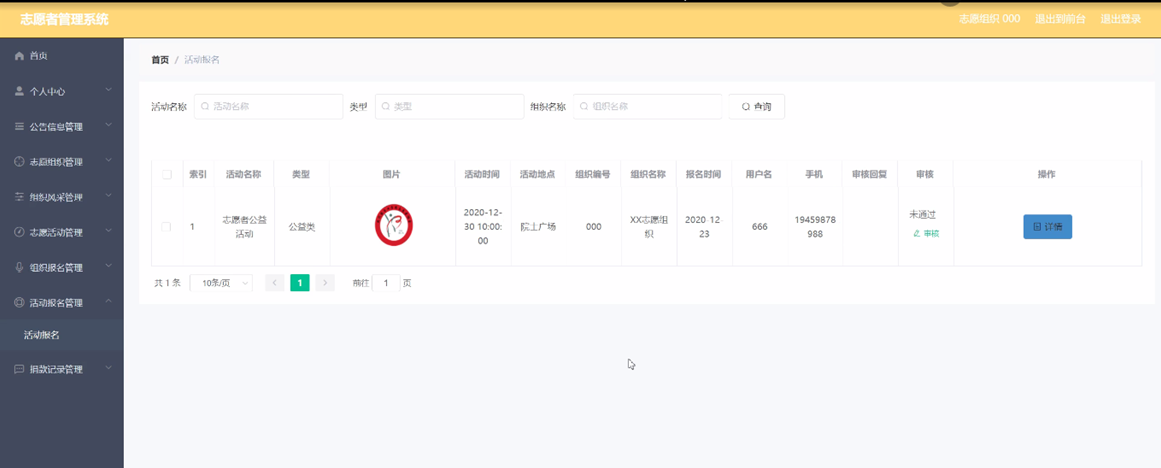 志愿者管理系统
志愿组织 000 退出到前台 退出登录
首页
个人中心
公告信息管理
志愿组织管理
组织风采管理
志愿活动管理
组织报名管理
活动报名管理
活动报名
捐款记录管理
首页 / 活动报名
活动名称 活动名称 类型 类型 组织名称 组织名称 查询
索引 活动名称 类型 图片 活动时间 活动地点 组织编号 组织名称 报名时间 用户名 手机 审核回复 审核 操作
1 志愿者公益活动 公益类 2020-12-30 10:00:00 院士广场 000 XX志愿组织 2020-12-23 666 19459878988 未通过 审核 详情
共 1 条 10条/页 1 前往 1 页